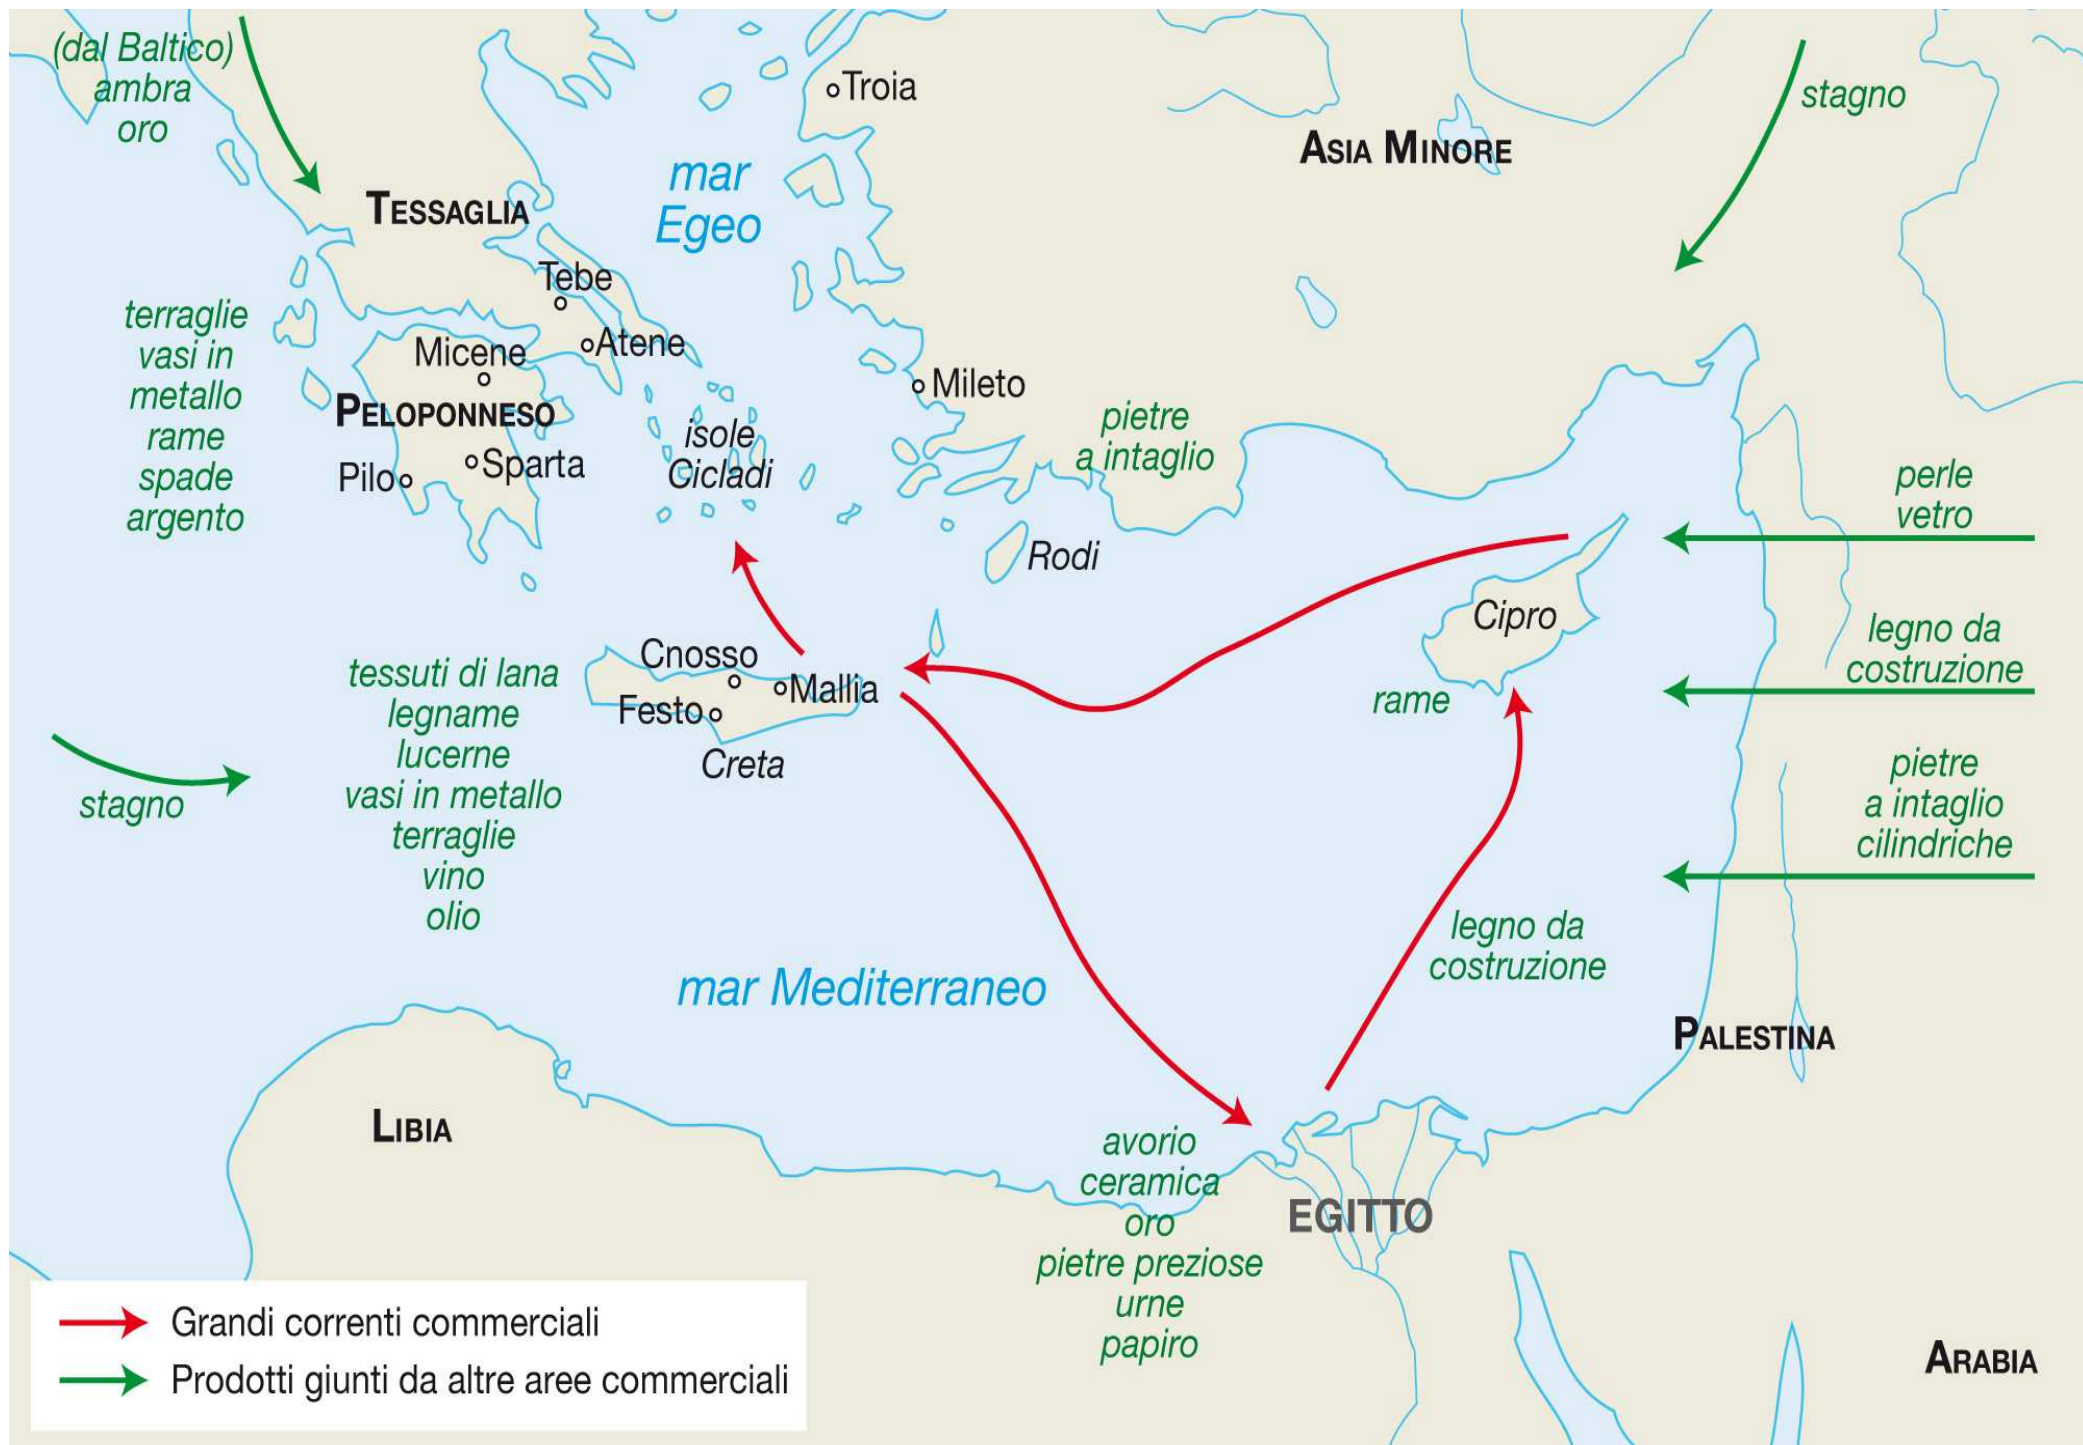 (dal Baltico)
ambra
oro
Troia
stagno
ASIA MINORE
mar
Egeo
TESSAGLIA
Tebe
terraglie
vasi in
metallo
rame
spade
argento
Atene
Micene
Mileto
PELOPONNESO
isole
Cicladi
pietre
a intaglio
Pilo
Sparta
perle
vetro
Rodi
Cipro
legno da
costruzione
Cnosso
tessuti di lana
legname
lucerne
vasi in metallo
terraglie
vino
olio
Mallia
Festo
rame
Creta
stagno
pietre
a intaglio
cilindriche
legno da
costruzione
mar Mediterraneo
PALESTINA
LIBIA
avorio
ceramica
oro
pietre preziose
urne
papiro
EGITTO
ARABIA
Grandi correnti commerciali
Prodotti giunti da altre aree commerciali